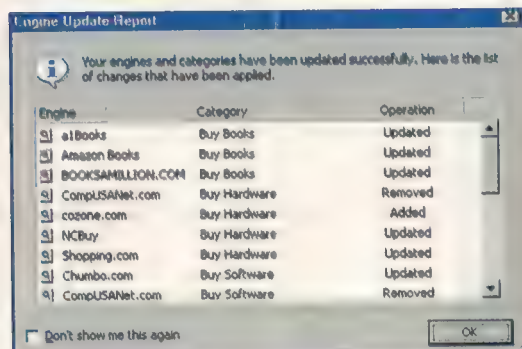 Engine Update Report
Your engines and categories have been updated successfully. Here is the list
of changes that have been applied.
Engine Category Operation
a1Books Buy Books Updated
Amazon Books Buy Books Updated
BOOKSAMILLION.COM Buy Books Updated
CompUSANet.com Buy Hardware Removed
cozone.com Buy Hardware Added
NCBuy Buy Hardware Updated
Shopping.com Buy Hardware Updated
Chumbo.com Buy Software Updated
CompUSANet.com Buy Software Removed
Don't show me this again
OK